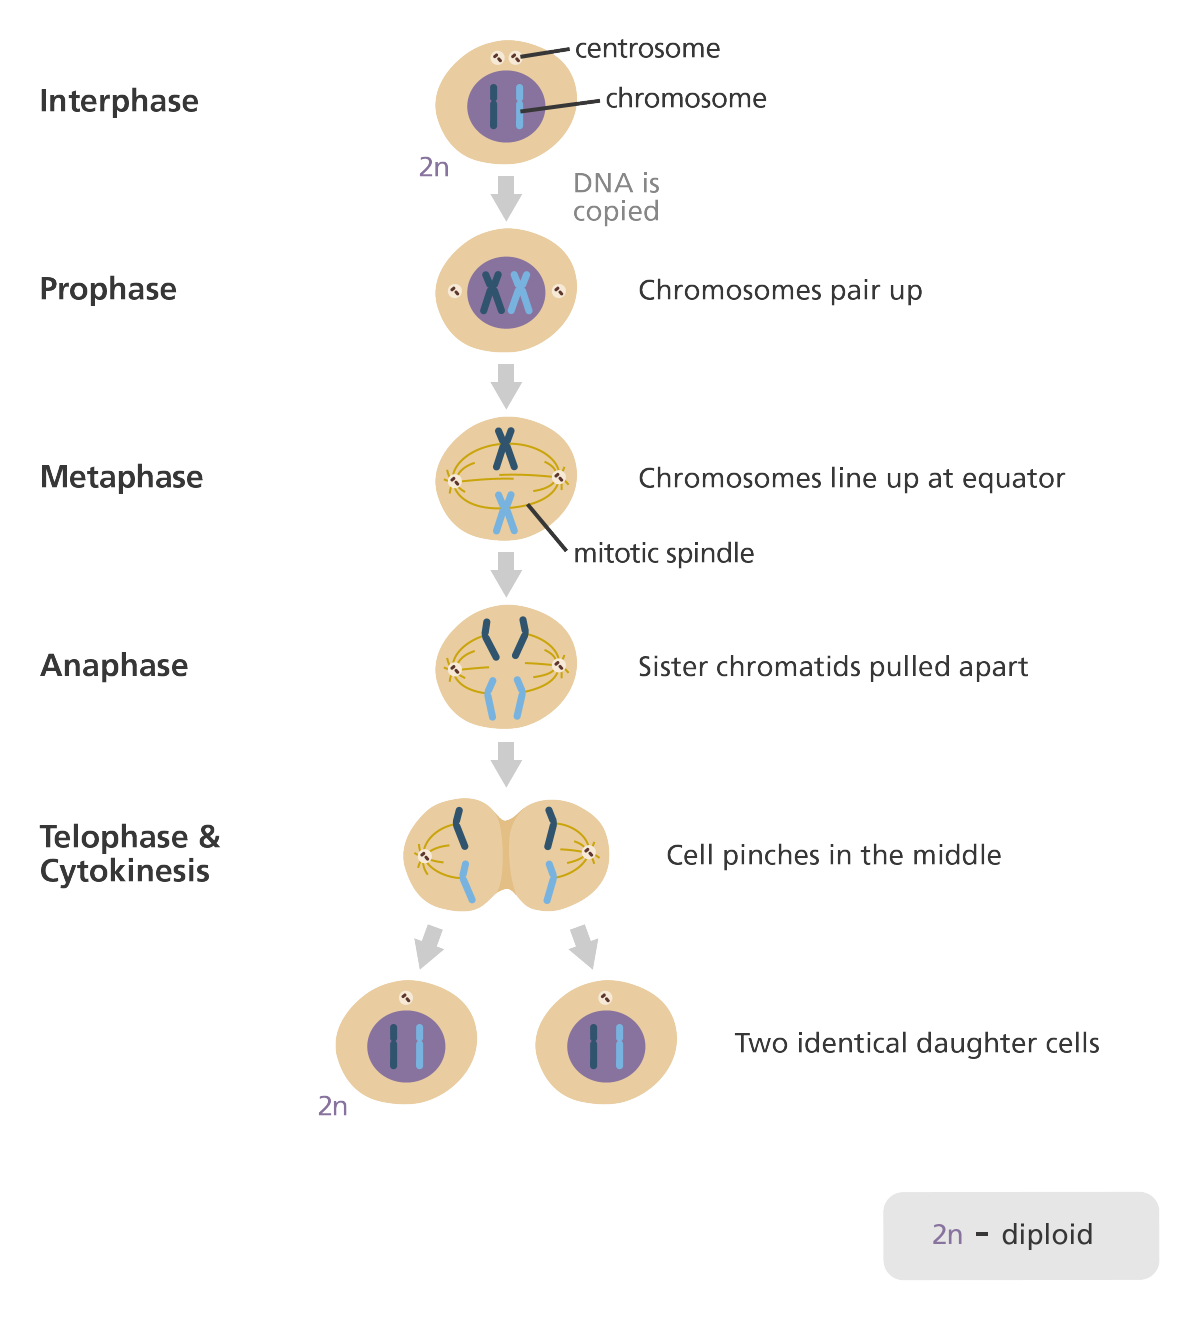 centrosome
Interphase
chromosome
2n
DNA is
copied
Prophase
Chromosomes pair up
Metaphase
Chromosomes line up at equator
mitotic spindle
Anaphase
Sister chromatids pulled apart
Telophase &
Cytokinesis
Cell pinches in the middle
Two identical daughter cells
2n
2n - diploid